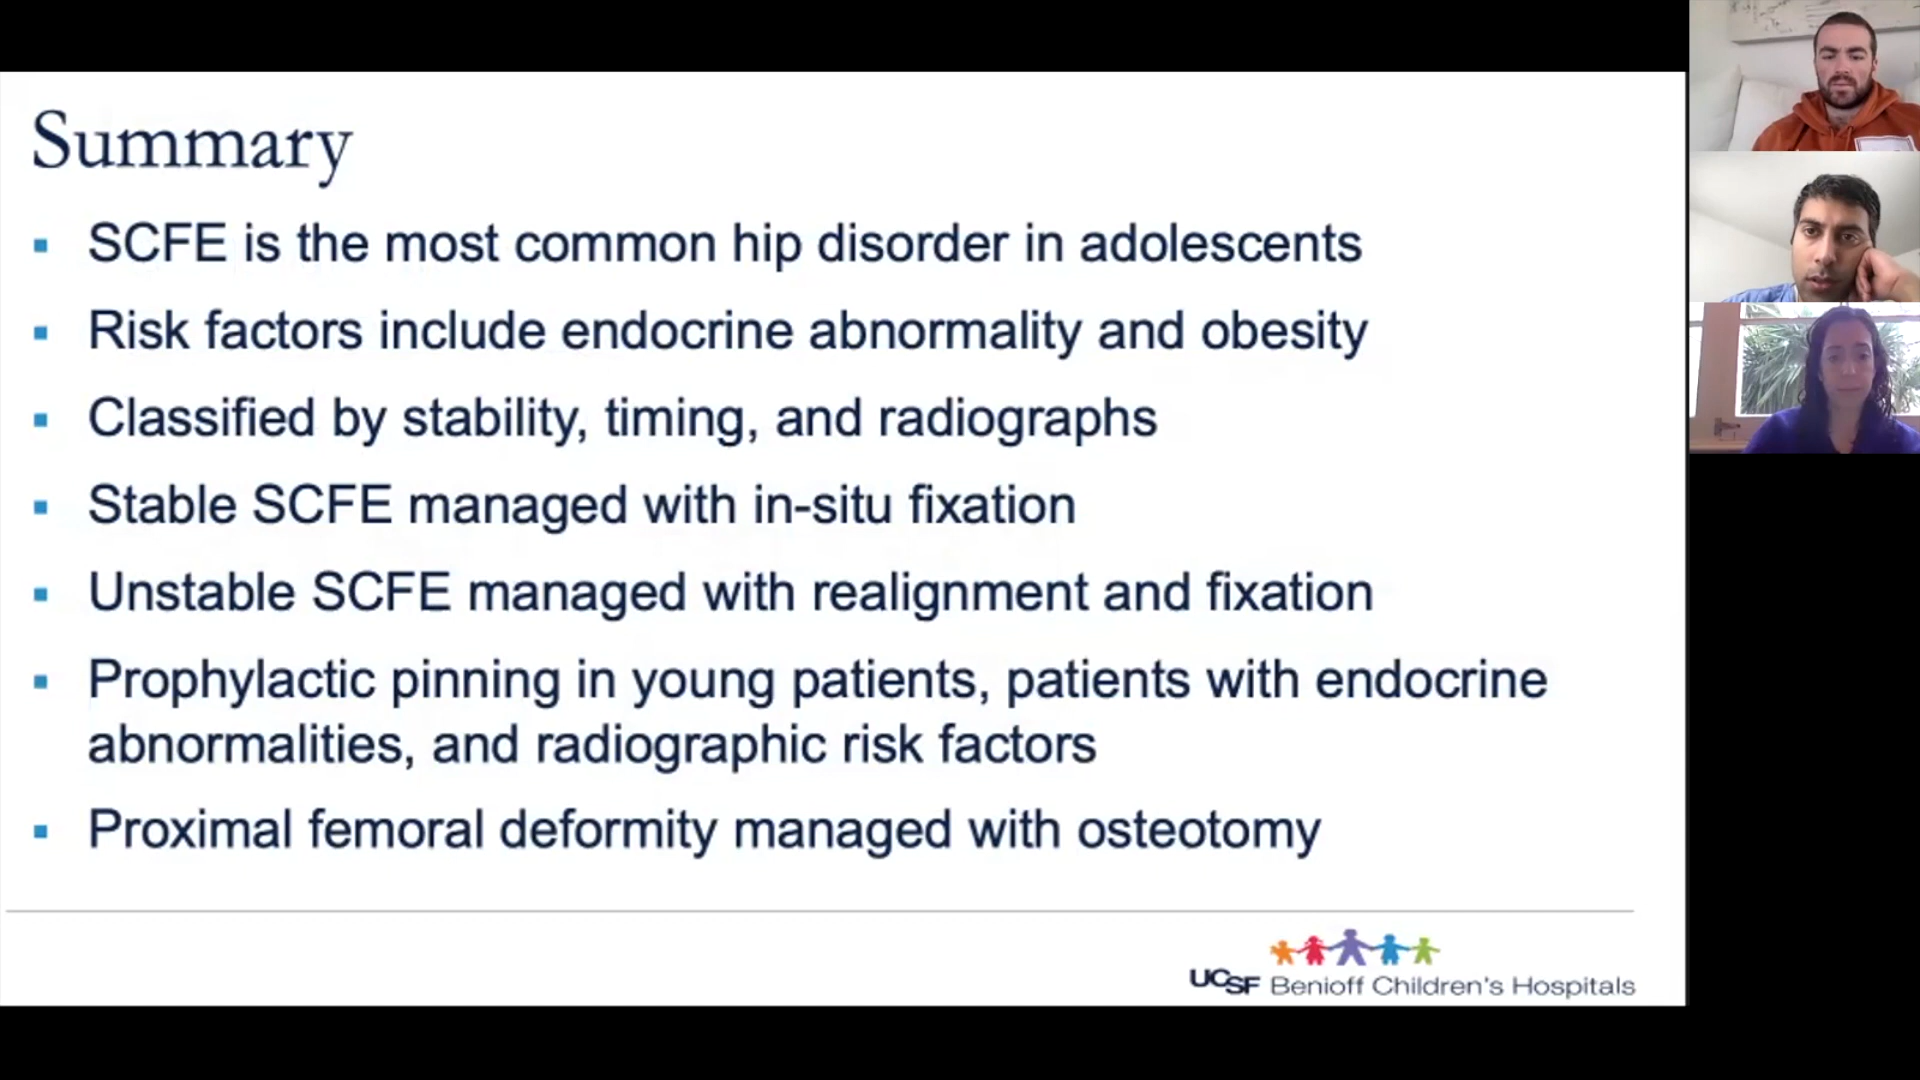 Summary
SCFE is the most common hip disorder in adolescents
Risk factors include endocrine abnormality and obesity
Classified by stability, timing, and radiographs
Stable SCFE managed with in-situ fixation
Unstable SCFE managed with realignment and fixation
Prophylactic pinning in young patients, patients with endocrine
abnormalities, and radiographic risk factors
Proximal femoral deformity managed with osteotomy
UCSF Benioff Children's Hospitals